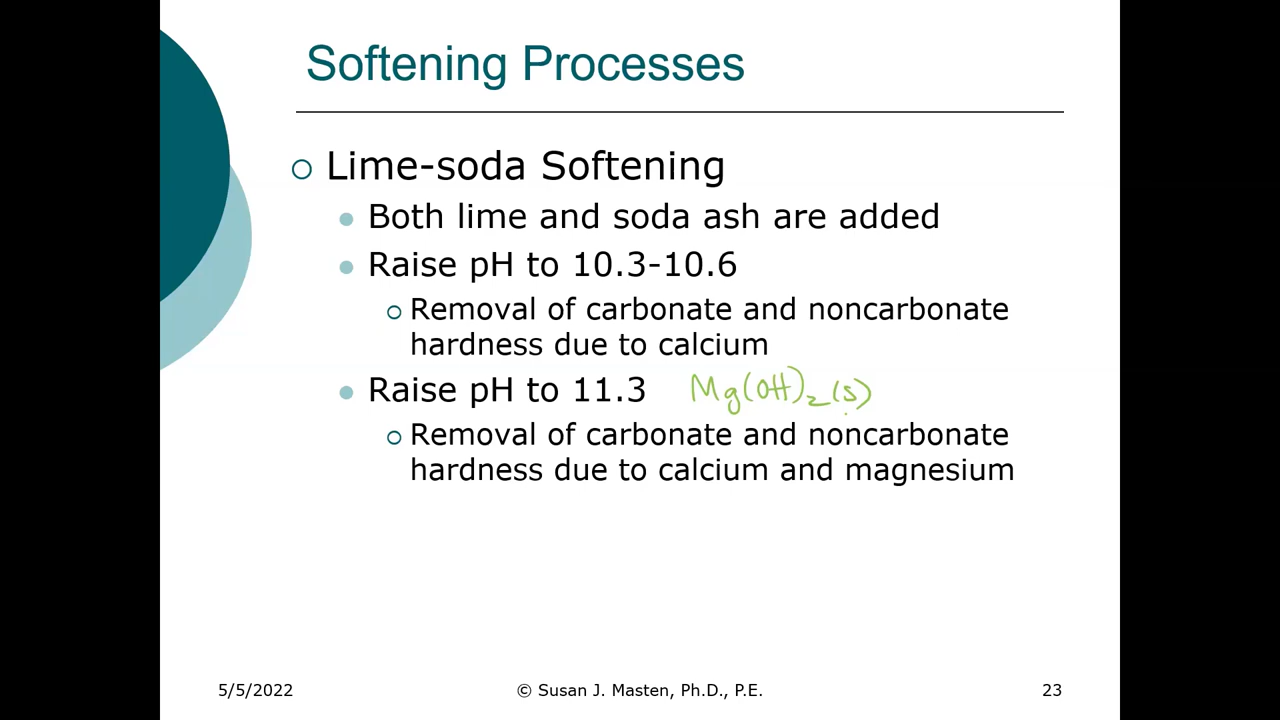 Softening Processes
Lime-soda Softening
Both lime and soda ash are added
Raise pH to 10.3-10.6
Removal of carbonate and noncarbonate
hardness due to calcium
Raise pH to 11.3 Mg(OH)₂(s)
Removal of carbonate and noncarbonate
hardness due to calcium and magnesium
5/5/2022 © Susan J. Masten, Ph.D., P.E. 23